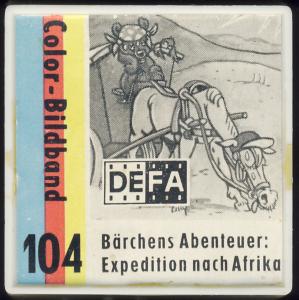 Color-Bildband
DEFA
104
Bärchens Abenteuer:
Expedition nach Afrika